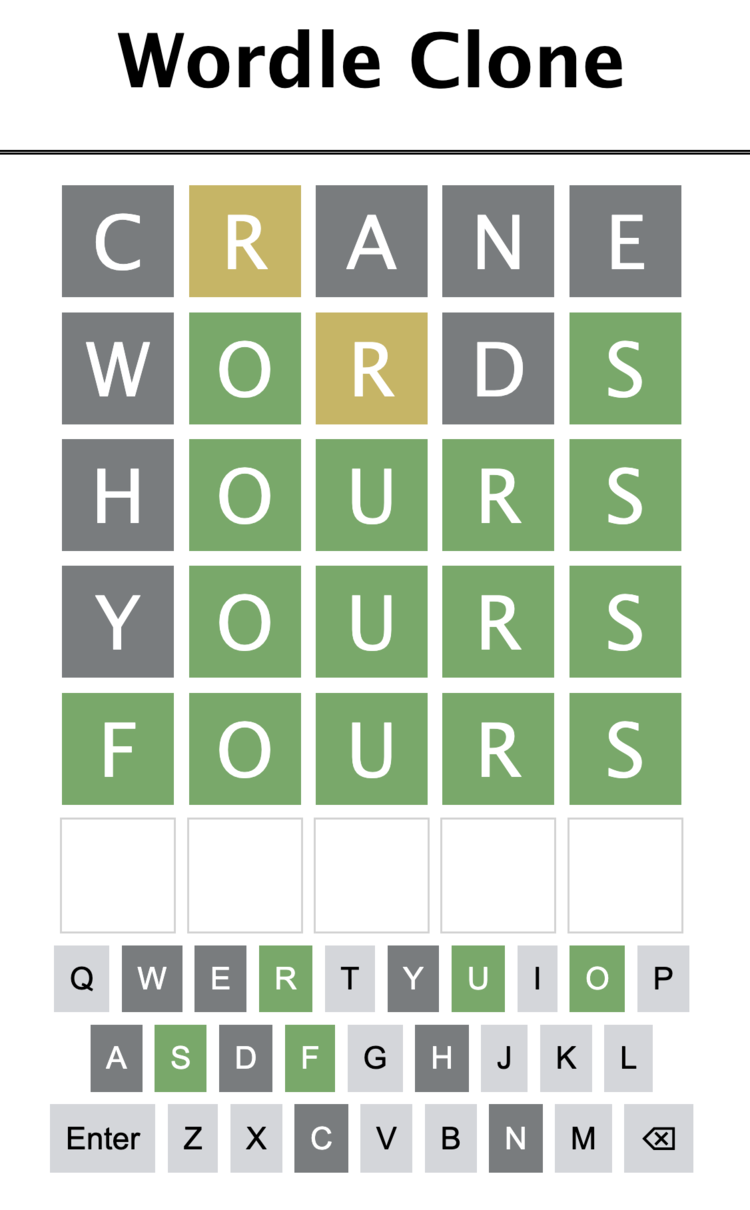 Wordle Clone
C R A N E
W O R D S
H O U R S
Y O U R S
F O U R S
Q W E R T Y U I O P
A S D F G H J K L
Enter Z X C V B N M ⌫